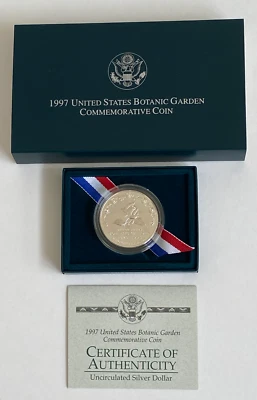 1997 UNITED STATES BOTANIC GARDEN
COMMEMORATIVE COIN
1997 United States Botanic Garden
Commemorative Coin
CERTIFICATE OF
AUTHENTICITY
Uncirculated Silver Dollar